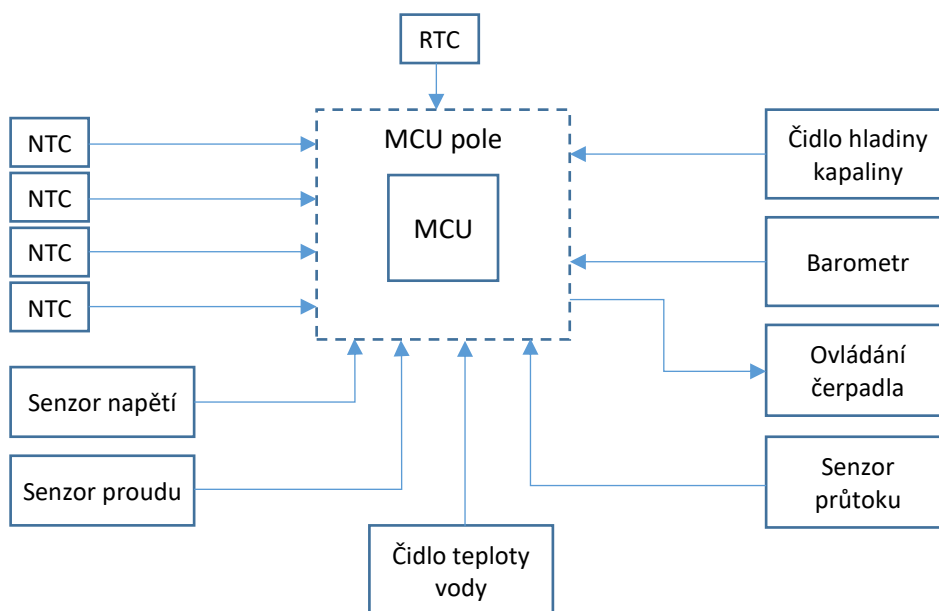 RTC
MCU pole
MCU
NTC
NTC
NTC
NTC
Senzor napětí
Senzor proudu
Čidlo teploty
vody
Čidlo hladiny
kapaliny
Barometr
Ovládání
čerpadla
Senzor
průtoku